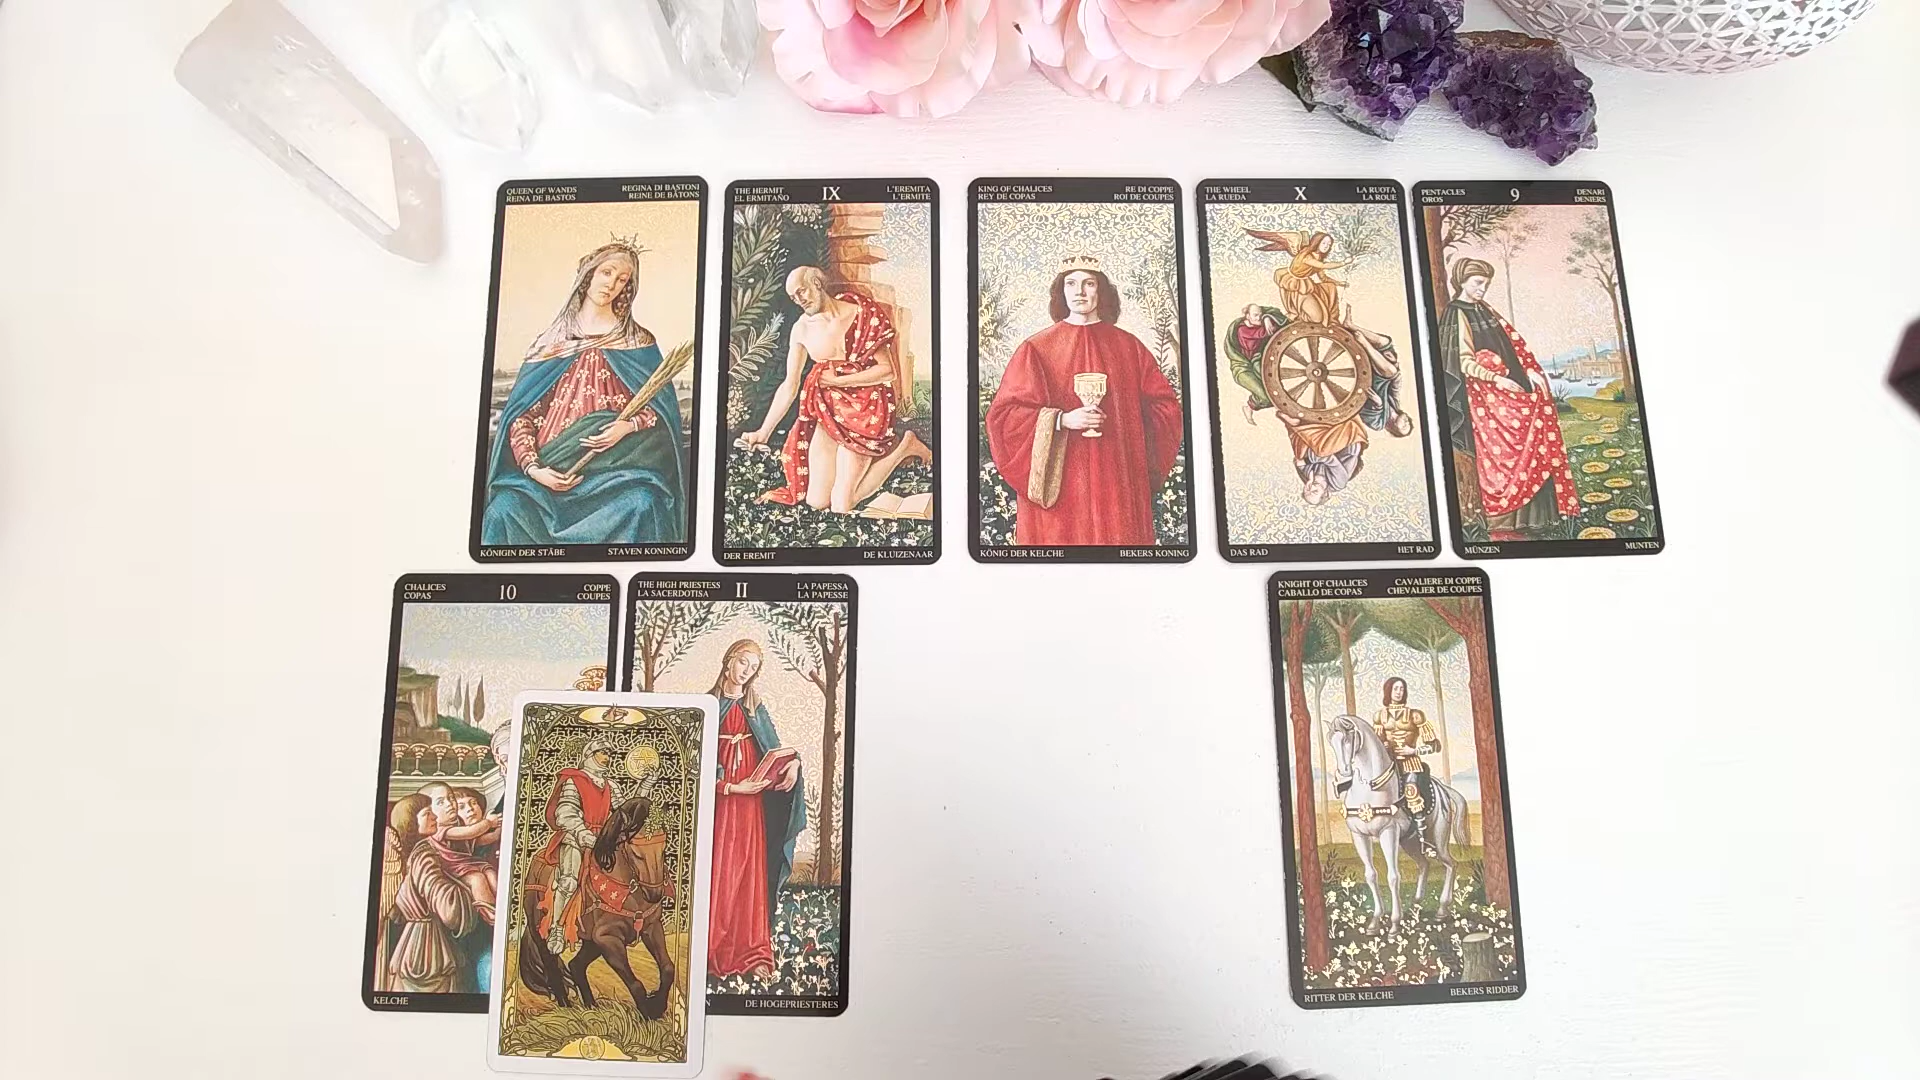 QUEEN OF WANDS
REINA DE BASTOS
REGINA DI BASTONI
REINE DE BÂTONS
KÖNIGIN DER STÄBE
STAVEN KONINGIN
THE HERMIT
EL ERMITAÑO
IX
L'EREMITA
L'ERMITE
DER EREMIT
DE KLUIZENAAR
KING OF CHALICES
REY DE COPAS
RE DI COPPE
ROI DE COUPES
KÖNIG DER KELCHE
BEKERS KONING
THE WHEEL
LA RUEDA
X
LA RUOTA
LA ROUE
DAS RAD
HET RAD
PENTACLES
OROS
9
DENARI
DENIERS
MÜNZEN
MUNTEN
CHALICES
COPAS
10
COPPE
COUPES
KELCHE
THE HIGH PRIESTESS
LA SACERDOTISA
II
LA PAPESSA
LA PAPESSE
DE HOGEPRIESTERES
KNIGHT OF CHALICES
CABALLO DE COPAS
CAVALIERE DI COPPE
CHEVALIER DE COUPES
RITTER DER KELCHE
BEKERS RIDDER